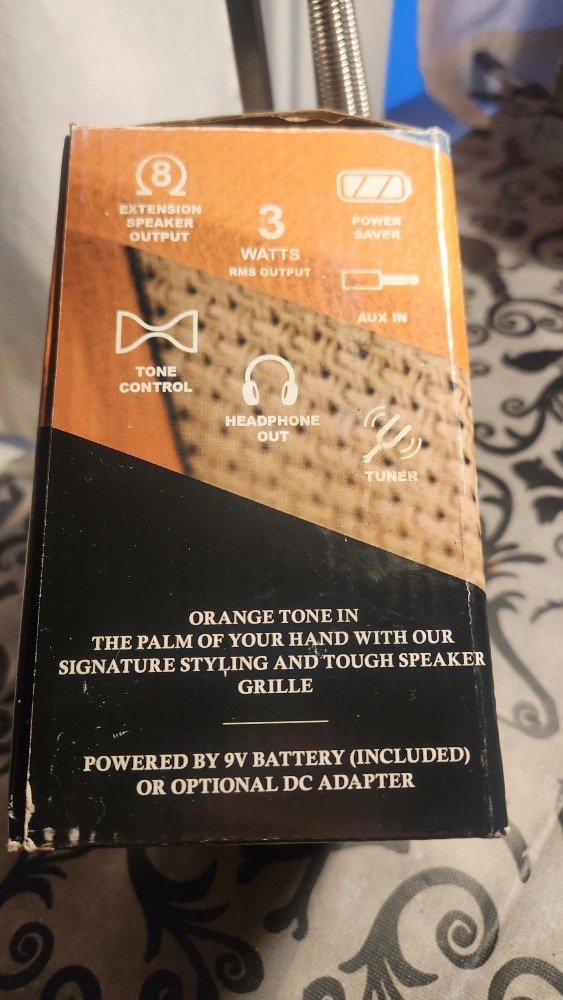 8
EXTENSION
SPEAKER
OUTPUT
3
WATTS
RMS OUTPUT
POWER
SAVER
AUX IN
TONE
CONTROL
HEADPHONE
OUT
TUNER
ORANGE TONE IN
THE PALM OF YOUR HAND WITH OUR
SIGNATURE STYLING AND TOUGH SPEAKER
GRILLE
POWERED BY 9V BATTERY (INCLUDED)
OR OPTIONAL DC ADAPTER